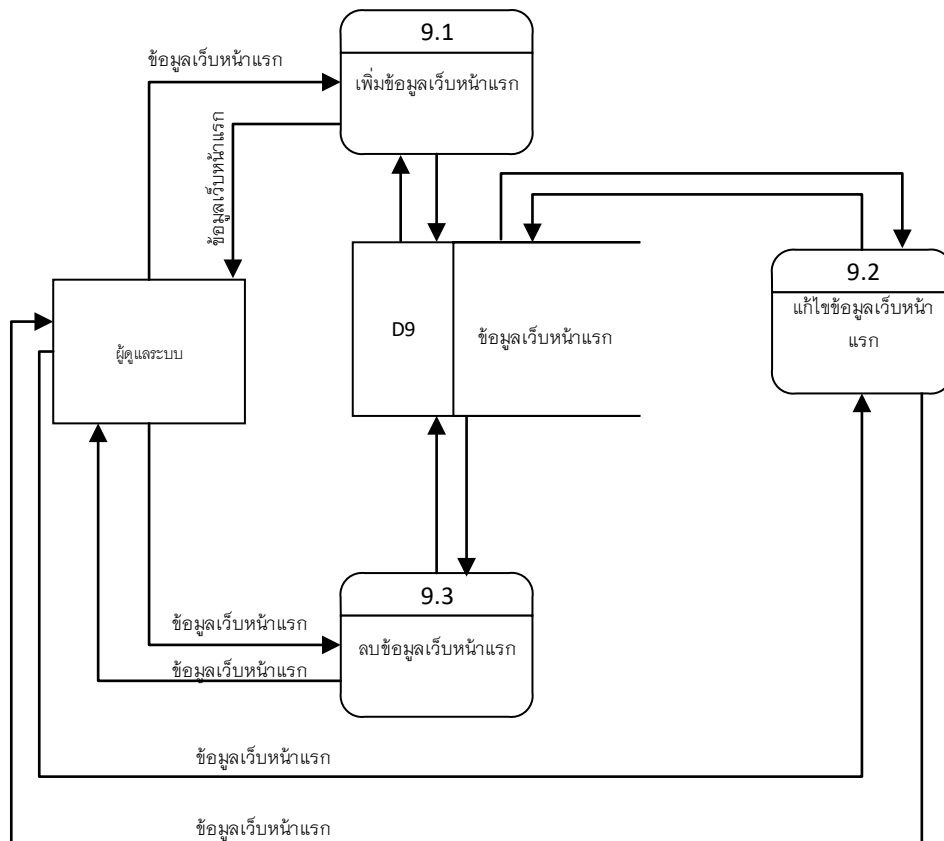 9.1
ข้อมูลเว็บหน้าแรก
เพิ่มข้อมูลเว็บหน้าแรก
ข้อมูลเว็บหน้าแรก
9.2
แก้ไขข้อมูลเว็บหน้า
แรก
D9
ข้อมูลเว็บหน้าแรก
ผู้ดูแลระบบ
9.3
ข้อมูลเว็บหน้าแรก
ลบข้อมูลเว็บหน้าแรก
ข้อมูลเว็บหน้าแรก
ข้อมูลเว็บหน้าแรก
ข้อมูลเว็บหน้าแรก